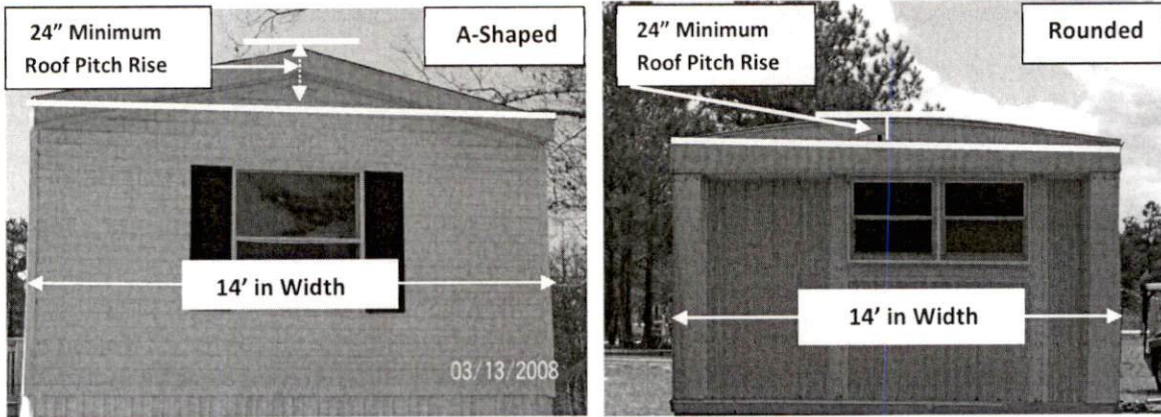 24” Minimum
Roof Pitch Rise
A-Shaped
14’ in Width
03/13/2008
24” Minimum
Roof Pitch Rise
Rounded
14’ in Width